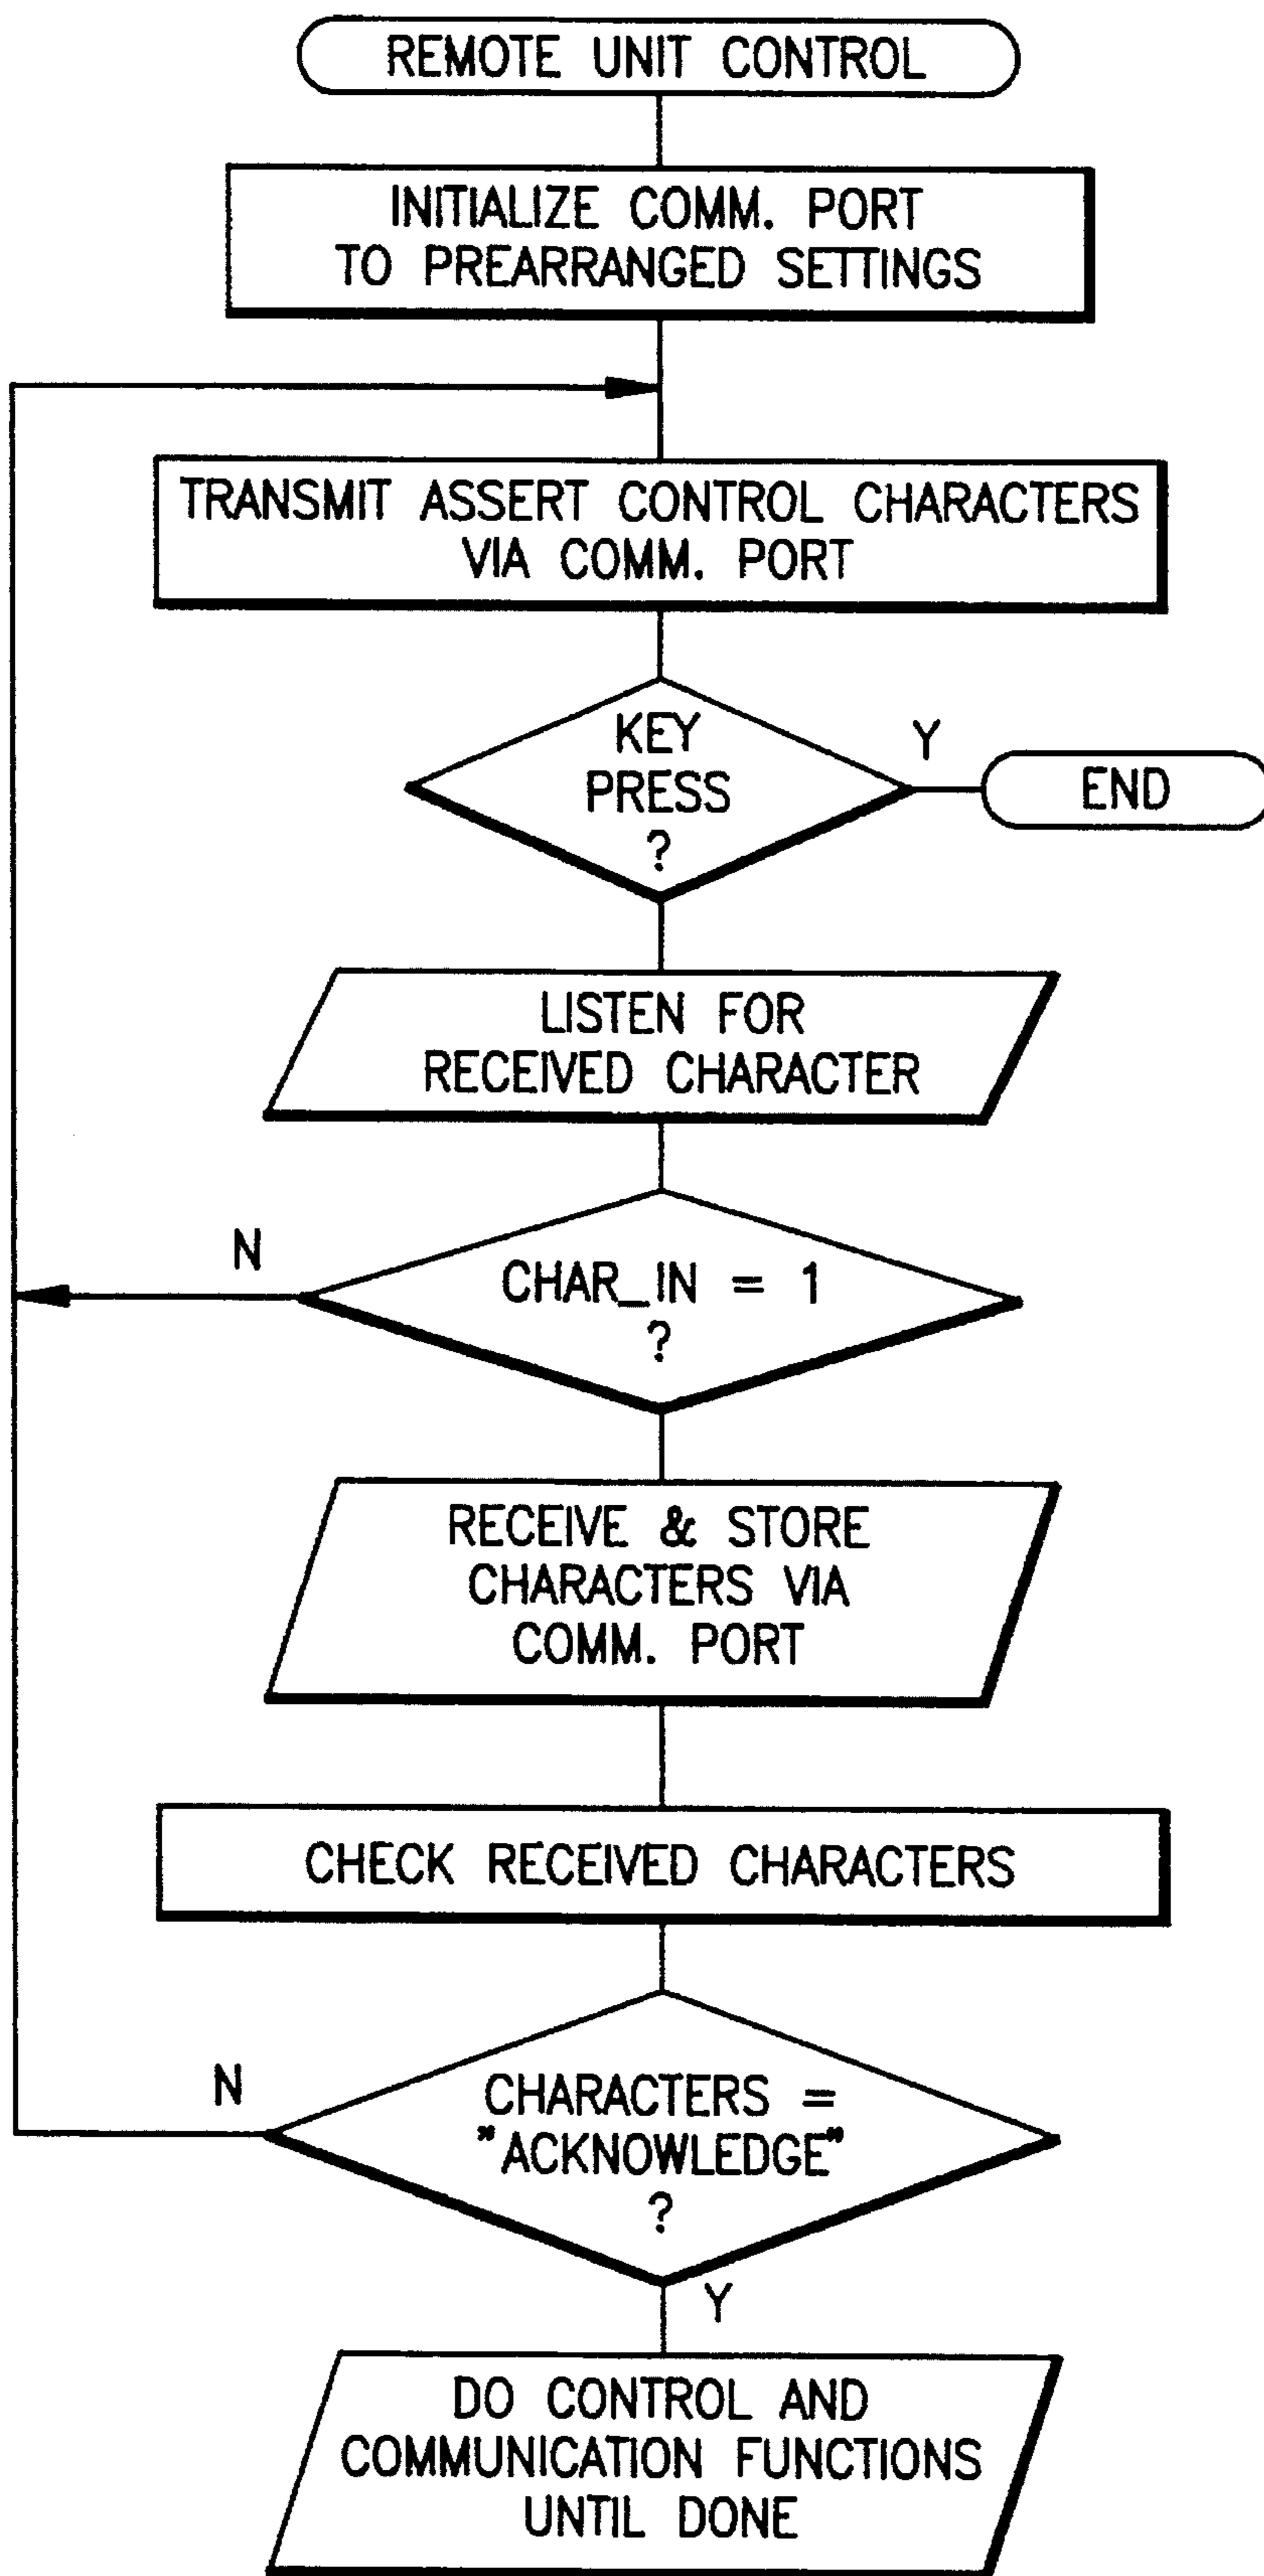 REMOTE UNIT CONTROL
INITIALIZE COMM. PORT
TO PREARRANGED SETTINGS
TRANSMIT ASSERT CONTROL CHARACTERS
VIA COMM. PORT
KEY
PRESS
?
Y
END
LISTEN FOR
RECEIVED CHARACTER
N
CHAR_IN = 1
?
RECEIVE & STORE
CHARACTERS VIA
COMM. PORT
CHECK RECEIVED CHARACTERS
N
CHARACTERS =
"ACKNOWLEDGE"
?
Y
DO CONTROL AND
COMMUNICATION FUNCTIONS
UNTIL DONE